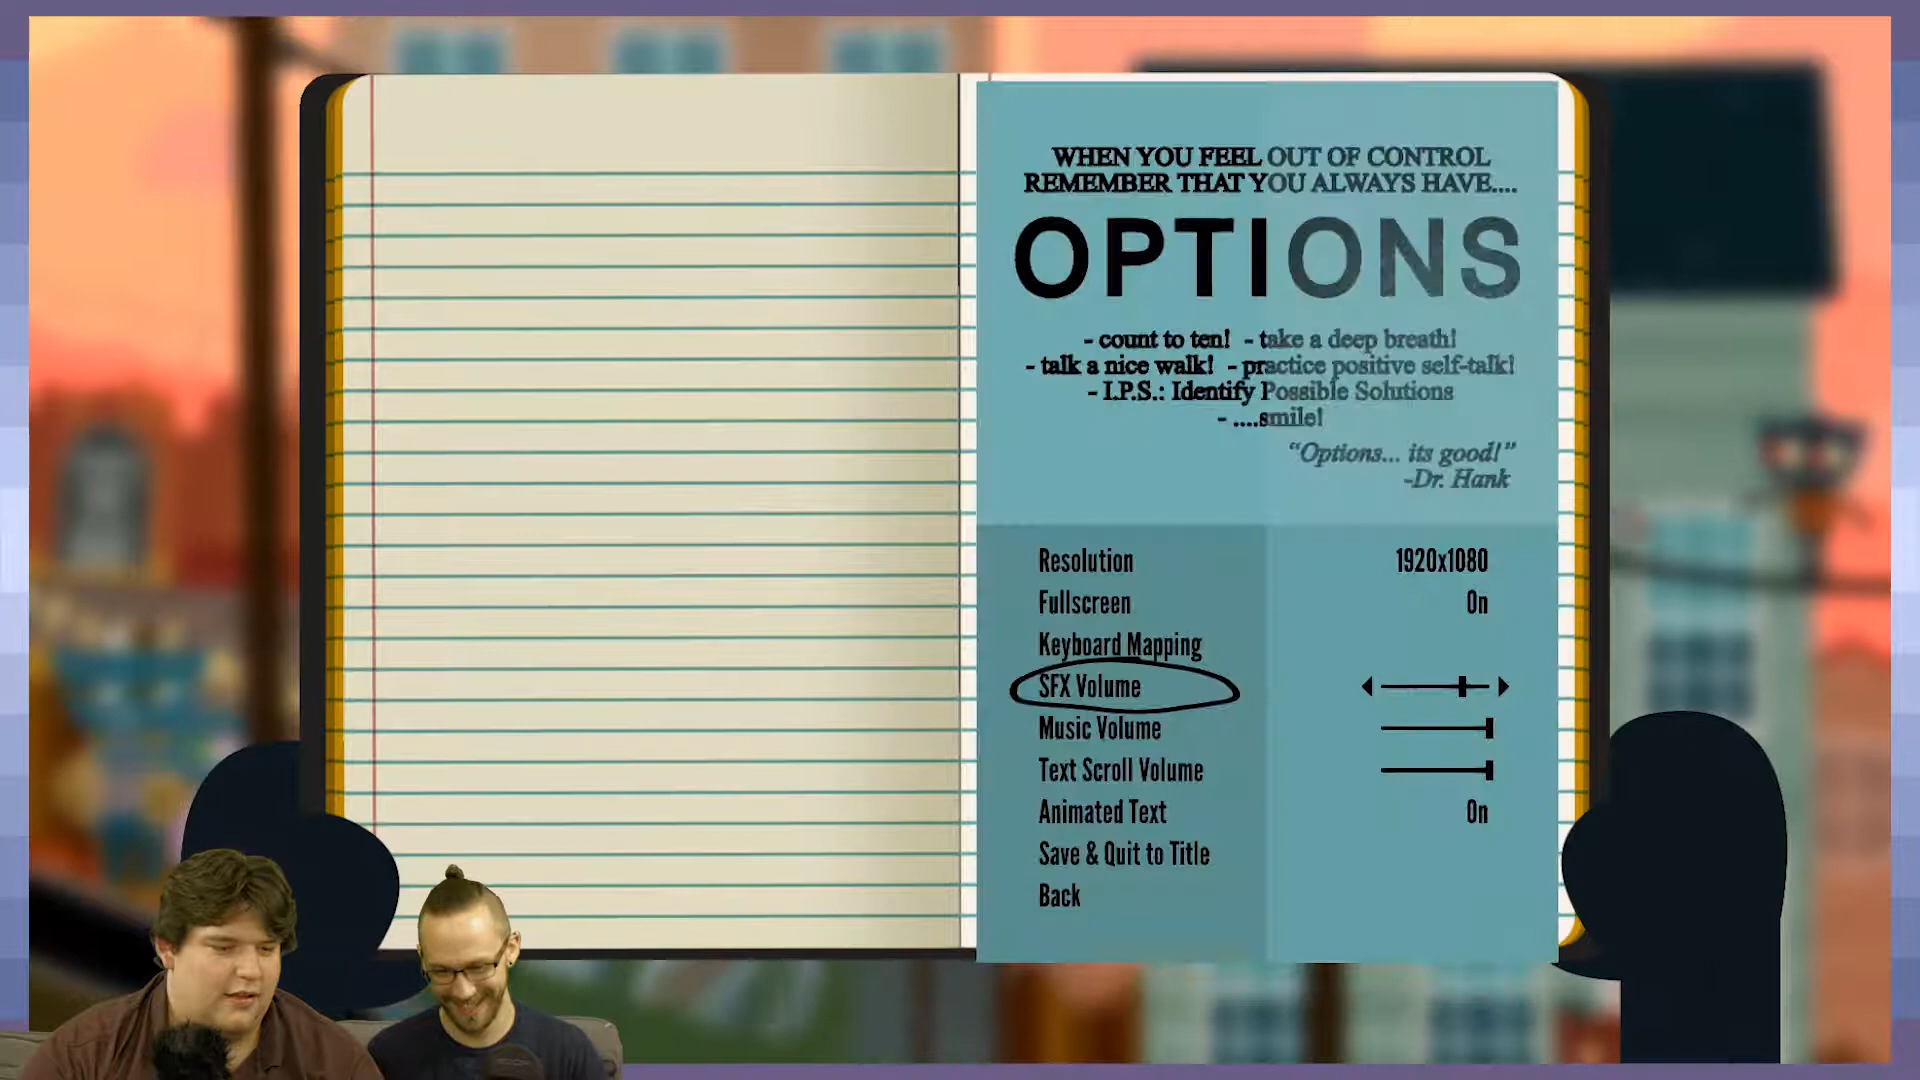 WHEN YOU FEEL OUT OF CONTROL
REMEMBER THAT YOU ALWAYS HAVE....
OPTIONS
- count to ten! - take a deep breath!
- talk a nice walk! - practice positive self-talk!
- I.P.S.: Identify Possible Solutions
- ....smile!
“Options... its good!”
-Dr. Hank
Resolution 1920x1080
Fullscreen On
Keyboard Mapping
SFX Volume
Music Volume
Text Scroll Volume
Animated Text On
Save & Quit to Title
Back